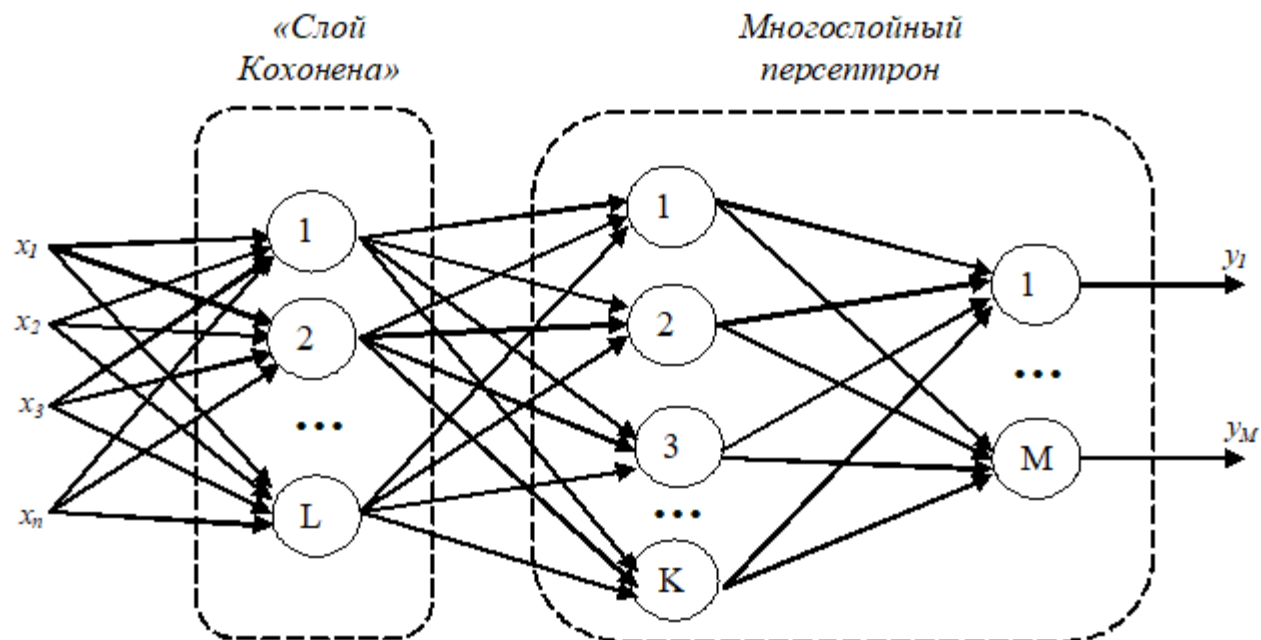 «Слой
Кохонена»
Многослойный
персептрон
x1
x2
x3
xn
1
2
...
L
1
2
3
...
K
1
...
M
y1
yM